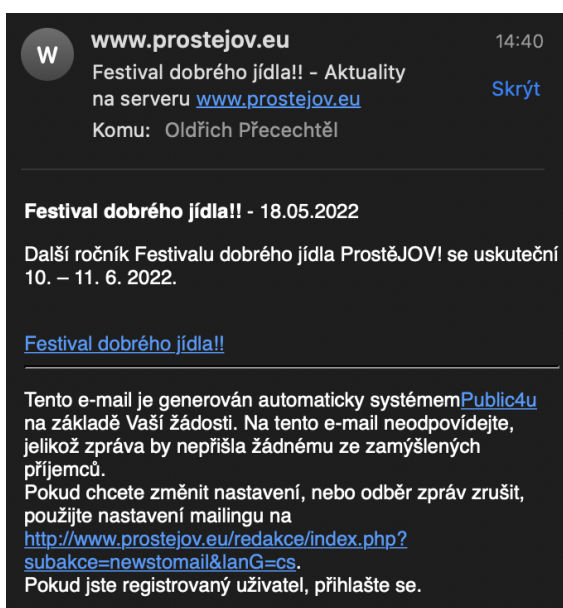 W
www.prostejov.eu
14:40
Festival dobrého jídla!! - Aktuality
na serveru www.prostejov.eu
Skrýt
Komu: Oldřich Přecechtěl
Festival dobrého jídla!! - 18.05.2022
Další ročník Festivalu dobrého jídla ProstěJOV! se uskuteční
10. – 11. 6. 2022.
Festival dobrého jídla!!
Tento e-mail je generován automaticky systémemPublic4u
na základě Vaší žádosti. Na tento e-mail neodpovídejte,
jelikož zpráva by nepřišla žádnému ze zamýšlených
příjemců.
Pokud chcete změnit nastavení, nebo odběr zpráv zrušit,
použijte nastavení mailingu na
http://www.prostejov.eu/redakce/index.php?
subakce=newstomail&lanG=cs.
Pokud jste registrovaný uživatel, přihlašte se.